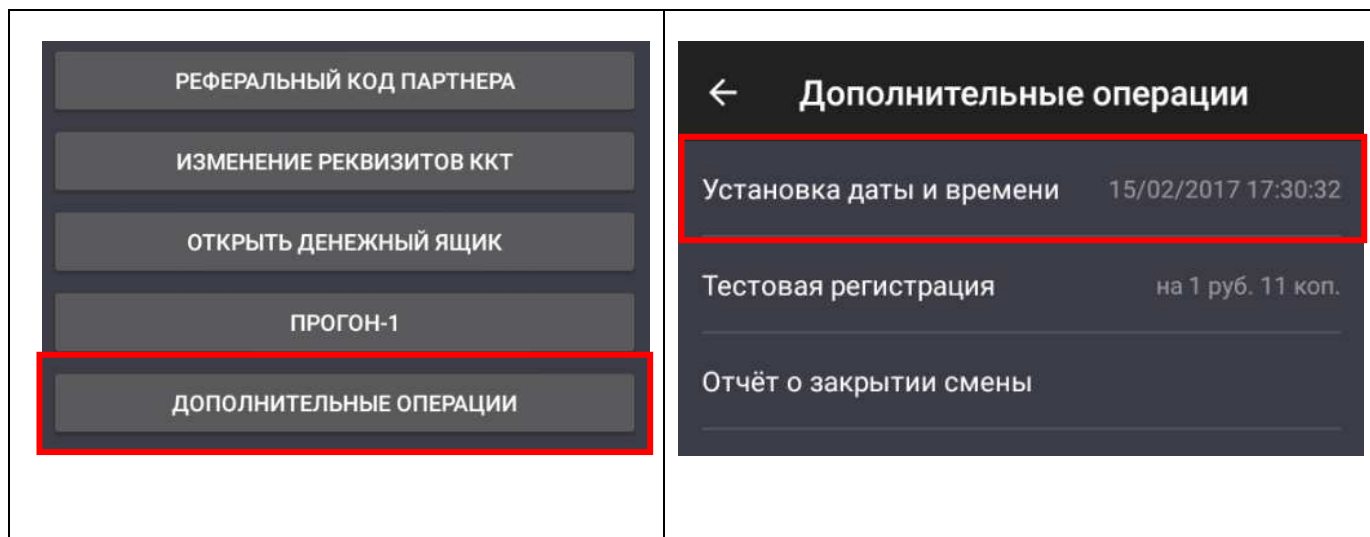 РЕФЕРАЛЬНЫЙ КОД ПАРТНЕРА
ИЗМЕНЕНИЕ РЕКВИЗИТОВ ККТ
ОТКРЫТЬ ДЕНЕЖНЫЙ ЯЩИК
ПРОГОН-1
ДОПОЛНИТЕЛЬНЫЕ ОПЕРАЦИИ
Дополнительные операции
Установка даты и времени 15/02/2017 17:30:32
Тестовая регистрация на 1 руб. 11 коп.
Отчёт о закрытии смены